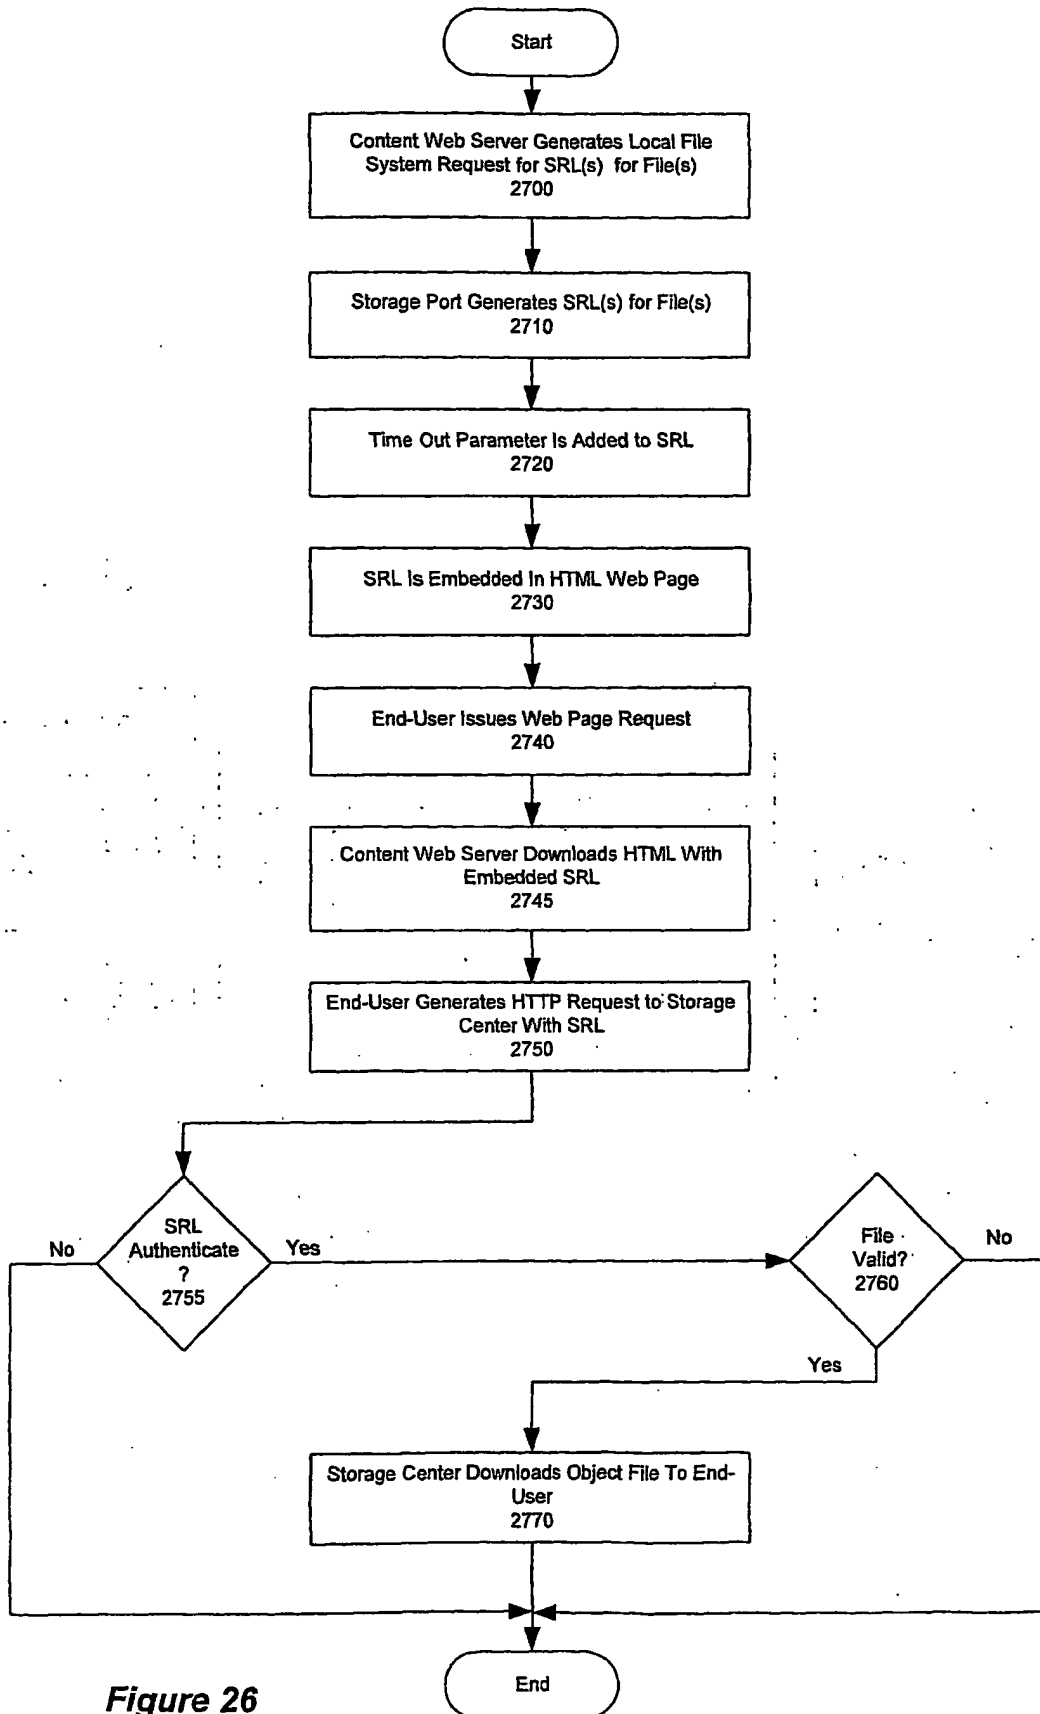 Start
Content Web Server Generates Local File
System Request for SRL(s) for File(s)
2700
Storage Port Generates SRL(s) for File(s)
2710
Time Out Parameter Is Added to SRL
2720
SRL Is Embedded In HTML Web Page
2730
End-User Issues Web Page Request
2740
Content Web Server Downloads HTML With
Embedded SRL
2745
End-User Generates HTTP Request to Storage
Center With SRL
2750
SRL
Authenticate
?
2755
No
Yes
File
Valid?
2760
No
Yes
Storage Center Downloads Object File To End-
User
2770
End
Figure 26